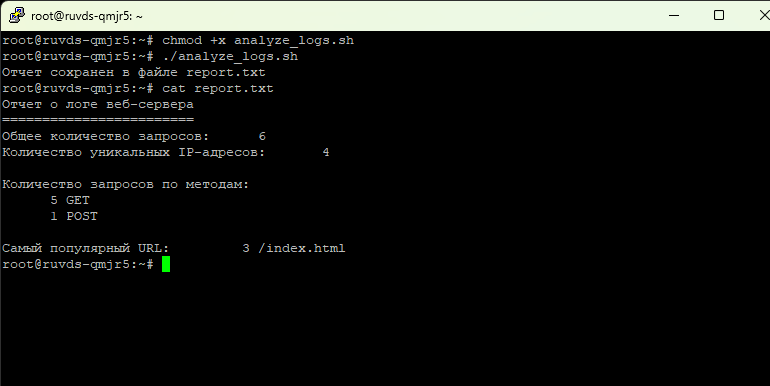 root@ruvds-qmjr5: ~
root@ruvds-qmjr5:~# chmod +x analyze_logs.sh
root@ruvds-qmjr5:~# ./analyze_logs.sh
Отчет сохранен в файле report.txt
root@ruvds-qmjr5:~# cat report.txt
Отчет о логе веб-сервера
========================
Общее количество запросов:      6
Количество уникальных IP-адресов:       4
Количество запросов по методам:
      5 GET
      1 POST
Самый популярный URL:         3 /index.html
root@ruvds-qmjr5:~#